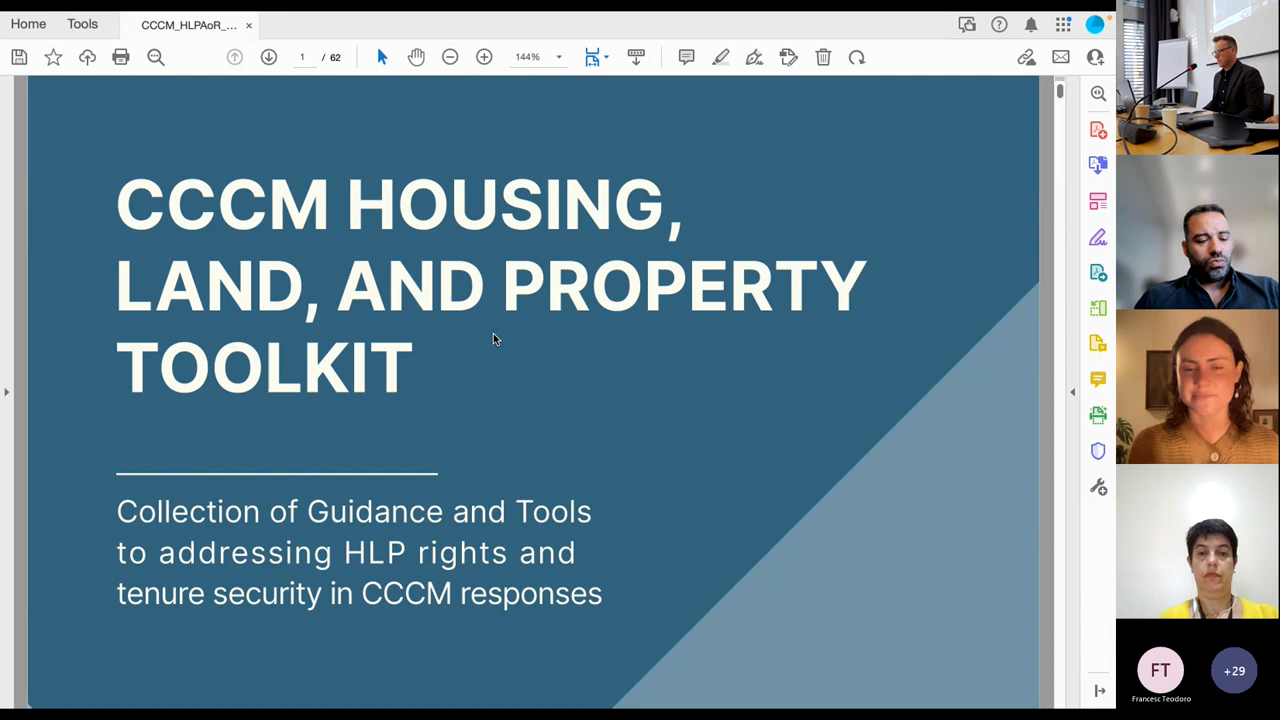 Home
Tools
CCCM_HLPAoR_...
1
/ 62
144%
CCCM HOUSING,
LAND, AND PROPERTY
TOOLKIT
Collection of Guidance and Tools
to addressing HLP rights and
tenure security in CCCM responses
FT
+29
Francesc Teodoro